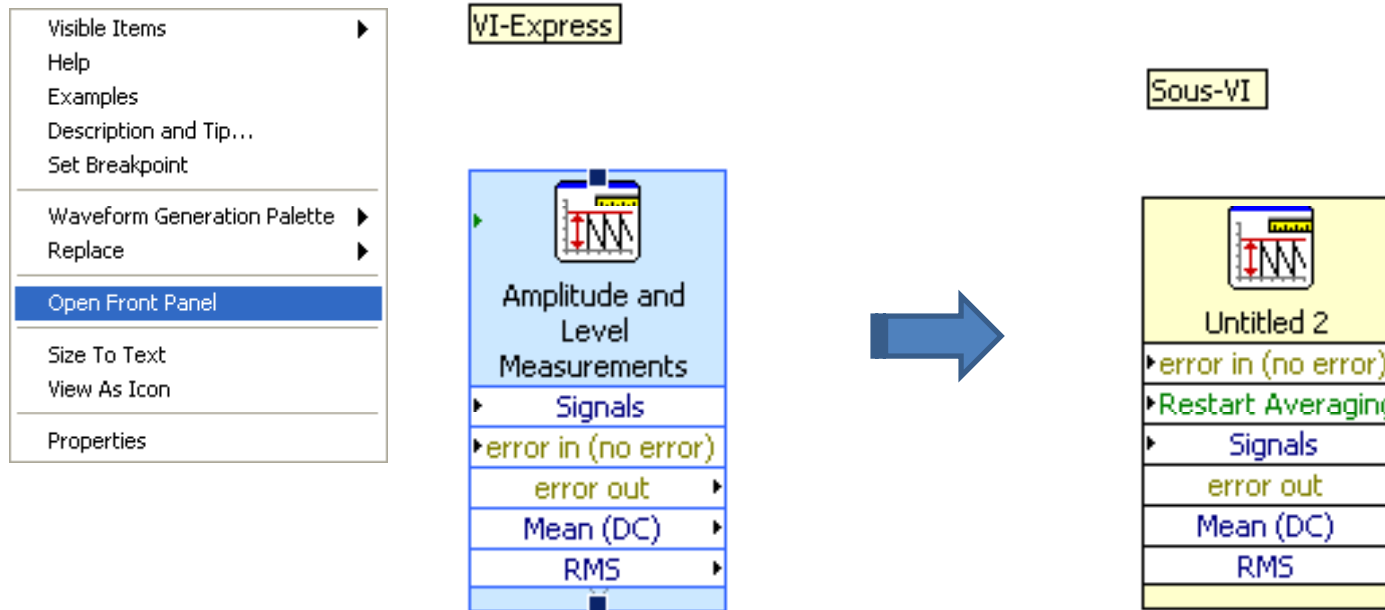 Visible Items
Help
Examples
Description and Tip...
Set Breakpoint
Waveform Generation Palette
Replace
Open Front Panel
Size To Text
View As Icon
Properties
VI-Express
Amplitude and
Level
Measurements
Signals
error in (no error)
error out
Mean (DC)
RMS
Sous-VI
Untitled 2
error in (no error)
Restart Averaging
Signals
error out
Mean (DC)
RMS